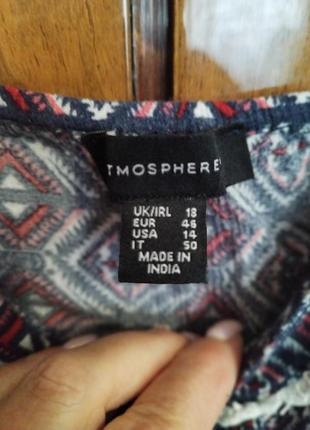 TMOSPHERE
UK/IRL 18
EUR 46
USA 14
IT 50
MADE IN
INDIA